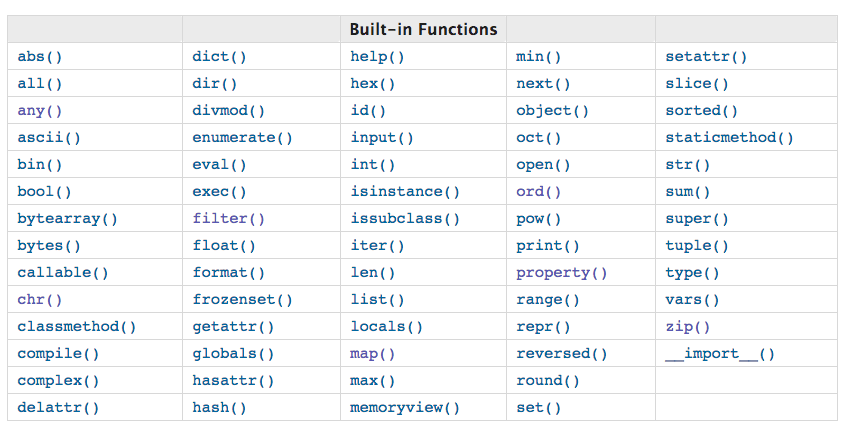 Built-in Functions
abs() dict() help() min() setattr()
all() dir() hex() next() slice()
any() divmod() id() object() sorted()
ascii() enumerate() input() oct() staticmethod()
bin() eval() int() open() str()
bool() exec() isinstance() ord() sum()
bytearray() filter() issubclass() pow() super()
bytes() float() iter() print() tuple()
callable() format() len() property() type()
chr() frozenset() list() range() vars()
classmethod() getattr() locals() repr() zip()
compile() globals() map() reversed() __import__()
complex() hasattr() max() round()
delattr() hash() memoryview() set()